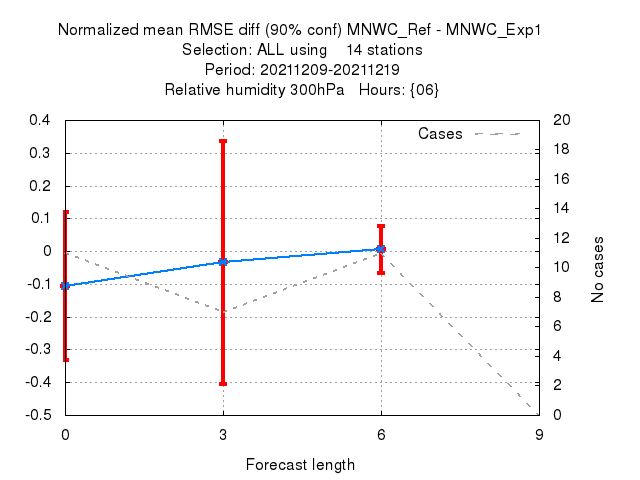 Normalized mean RMSE diff (90% conf) MNWC_Ref - MNWC_Exp1
Selection: ALL using 14 stations
Period: 20211209-20211219
Relative humidity 300hPa Hours: {06}
Cases
0.4
0.3
0.2
0.1
0
-0.1
-0.2
-0.3
-0.4
-0.5
20
18
16
14
12
10
8
6
4
2
0
No cases
0 3 6 9
Forecast length